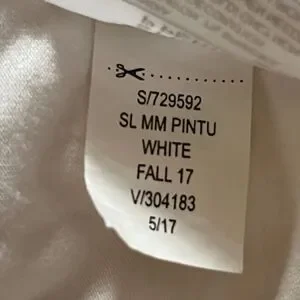 S/729592
SL MM PINTU
WHITE
FALL 17
V/304183
5/17